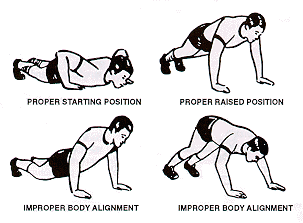 PROPER STARTING POSITION
PROPER RAISED POSITION
IMPROPER BODY ALIGNMENT
IMPROPER BODY ALIGNMENT